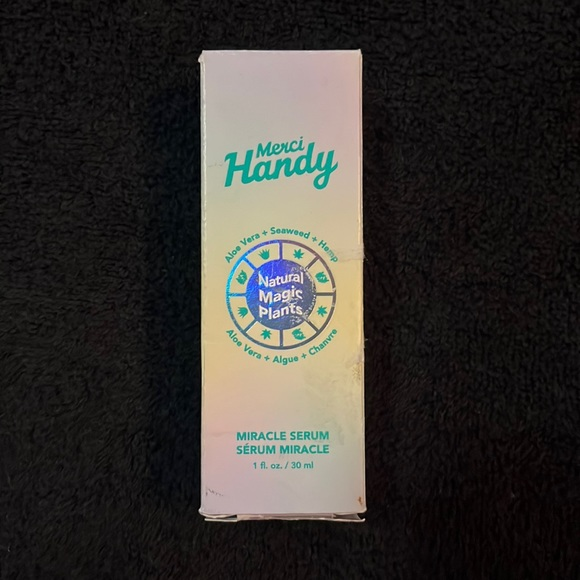 Merci
Handy
Aloe Vera + Seaweed + Hemp
Natural
Magic
Plants
Aloe Vera + Algue + Chanvre
MIRACLE SERUM
SÉRUM MIRACLE
1 fl. oz. / 30 ml